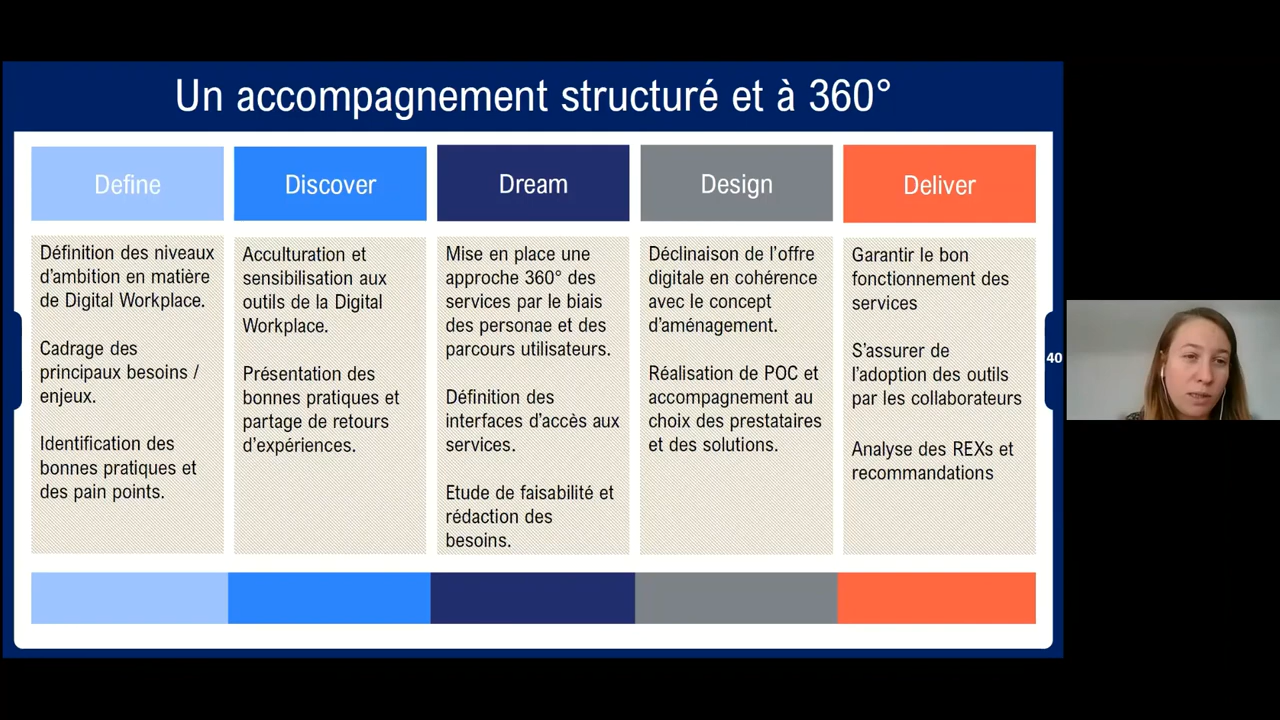 Un accompagnement structuré et à 360°
Define
Définition des niveaux
d'ambition en matière
de Digital Workplace.
Cadrage des
principaux besoins /
enjeux.
Identification des
bonnes pratiques et
des pain points.
Discover
Acculturation et
sensibilisation aux
outils de la Digital
Workplace.
Présentation des
bonnes pratiques et
partage de retours
d'expériences.
Dream
Mise en place une
approche 360° des
services par le biais
des personae et des
parcours utilisateurs.
Définition des
interfaces d'accès aux
services.
Etude de faisabilité et
rédaction des
besoins.
Design
Déclinaison de l'offre
digitale en cohérence
avec le concept
d'aménagement.
Réalisation de POC et
accompagnement au
choix des prestataires
et des solutions.
Deliver
Garantir le bon
fonctionnement des
services
S'assurer de
l'adoption des outils
par les collaborateurs
Analyse des REXs et
recommandations
40